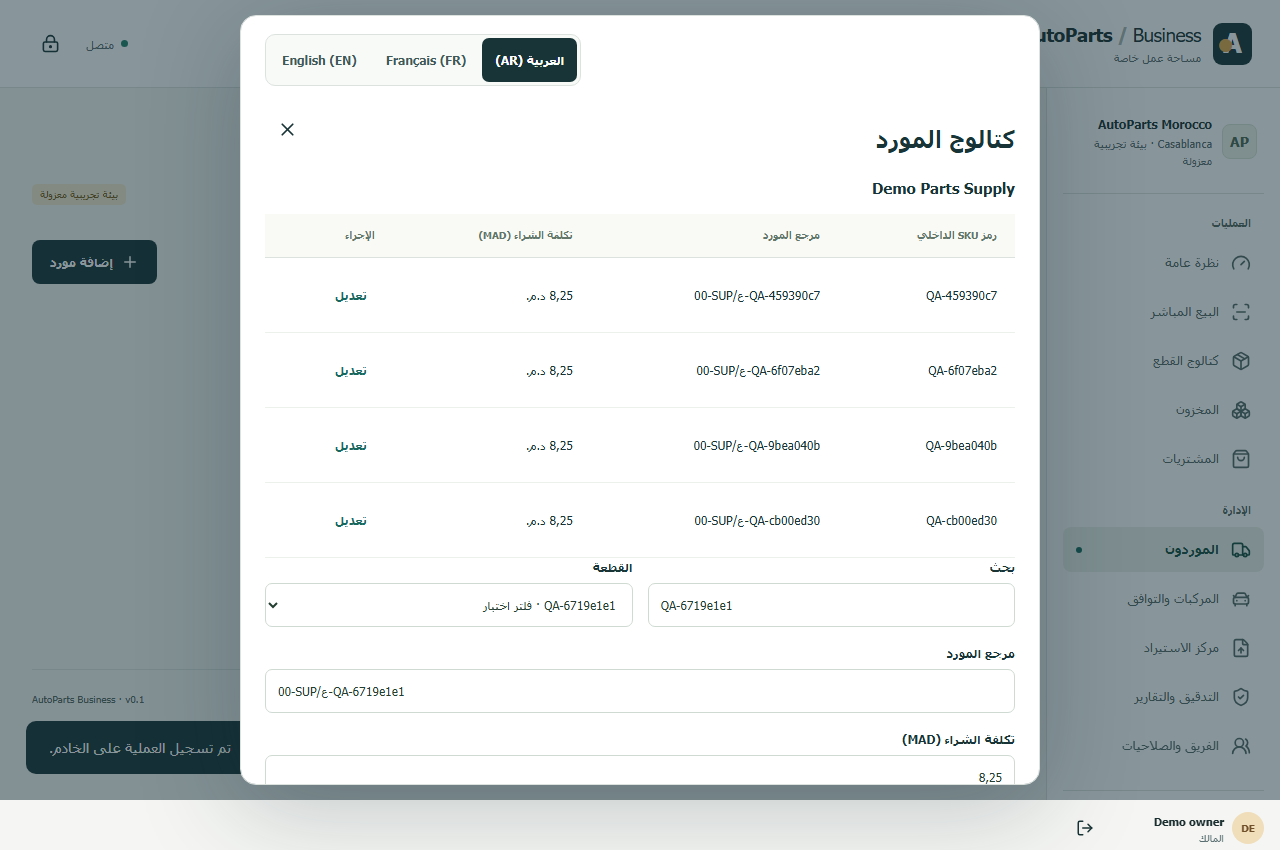 utoParts / Business
مساحة عمل خاصة
A
متصل
AutoParts Morocco
Casablanca · بيئة تجريبية
معزولة
AP
العمليات
نظرة عامة
البيع المباشر
كتالوج القطع
المخزون
المشتريات
الإدارة
الموردون
المركبات والتوافق
مركز الاستيراد
التدقيق والتقارير
الفريق والصلاحيات
Demo owner
المالك
DE
العربية (AR)
Français (FR)
English (EN)
كتالوج المورد
Demo Parts Supply
رمز SKU الداخلي مرجع المورد تكلفة الشراء (MAD) الإجراء
QA-459390c7 00-SUP/ع-QA-459390c7 8,25 د.م. تعديل
QA-6f07eba2 00-SUP/ع-QA-6f07eba2 8,25 د.م. تعديل
QA-9bea040b 00-SUP/ع-QA-9bea040b 8,25 د.م. تعديل
QA-cb00ed30 00-SUP/ع-QA-cb00ed30 8,25 د.م. تعديل
بحث
QA-6719e1e1
القطعة
QA-6719e1e1 · فلتر اختبار
مرجع المورد
00-SUP/ع-QA-6719e1e1
تكلفة الشراء (MAD)
8,25
بيئة تجريبية معزولة
إضافة مورد
AutoParts Business · v0.1
تم تسجيل العملية على الخادم.